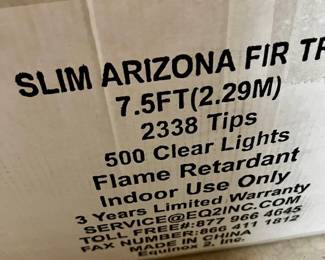 SLIM ARIZONA FIR TR
7.5FT(2.29M)
2338 Tips
500 Clear Lights
Flame Retardant
Indoor Use Only
3 Years Limited Warranty
SERVICE@EQ2INC.COM
TOLL FREE#:877 966 4645
FAX NUMBER:866 411 1812
MADE IN CHINA
Equinox 2, Inc.